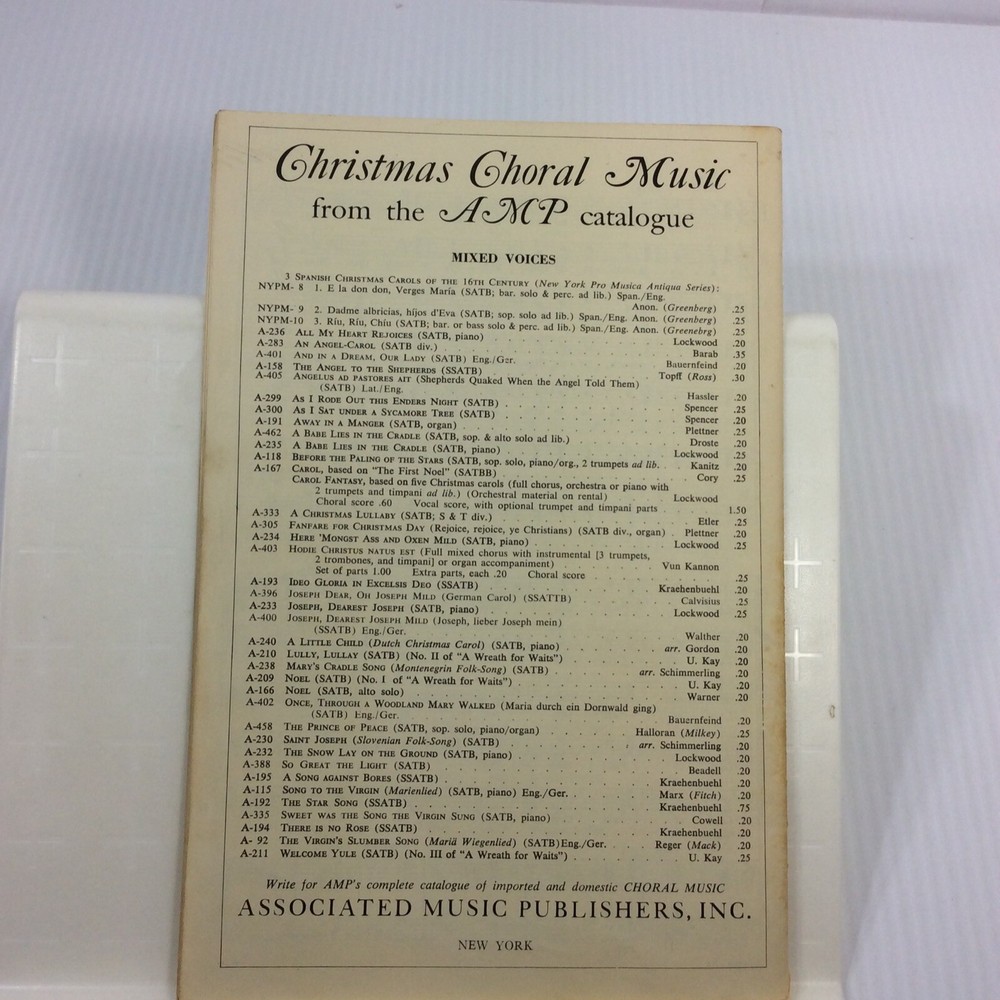 Christmas Choral Music
from the AMP catalogue
MIXED VOICES
3 SPANISH CHRISTMAS CAROLS OF THE 16TH CENTURY (New York Pro Musica Antiqua Series):
NYPM- 8 1. E la don don, Verges Maria (SATB; bar. solo & perc. ad lib.) Span./Eng.
Anon. (Greenberg) .25
NYPM- 9 2. Dadme albricias, hijos d'Eva (SATB; sop. solo ad lib.) Span./Eng. Anon. (Greenberg) .25
NYPM-10 3. Ríu, Ríu, Chíu (SATB; bar. or bass solo & perc. ad lib.) Span./Eng. Anon. (Greenebrg) .25
A-236 ALL MY HEART REJOICES (SATB, piano) Lockwood .20
A-283 AN ANGEL-CAROL (SATB div.) Barab .35
A-401 AND IN A DREAM, OUR LADY (SATB) Eng./Ger. Bauernfeind .20
A-158 THE ANGEL TO THE SHEPHERDS (SSATB) Topff (Ross) .30
A-405 ANGELUS AD PASTORES AIT (Shepherds Quaked When the Angel Told Them)
(SATB) Lat./Eng. Hassler .20
A-299 AS I RODE OUT THIS ENDERS NIGHT (SATB) Spencer .25
A-300 AS I SAT UNDER A SYCAMORE TREE (SATB) Spencer .20
A-191 AWAY IN A MANGER (SATB, organ) Plettner .25
A-462 A BABE LIES IN THE CRADLE (SATB, sop. & alto solo ad lib.) Droste .20
A-235 A BABE LIES IN THE CRADLE (SATB, piano) Lockwood .25
A-118 BEFORE THE PALING OF THE STARS (SATB, sop. solo, piano/org., 2 trumpets ad lib. Kanitz .20
A-167 CAROL, based on "The First Noel" (SATBB) Cory .25
CAROL FANTASY, based on five Christmas carols (full chorus, orchestra or piano with
2 trumpets and timpani ad lib.) (Orchestral material on rental) Lockwood
Choral score .60 Vocal score, with optional trumpet and timpani parts 1.50
A-333 A CHRISTMAS LULLABY (SATB; S & T div.) Etler .25
A-305 FANFARE FOR CHRISTMAS DAY (Rejoice, rejoice, ye Christians) (SATB div., organ) Plettner .20
A-234 HERE 'MONGST ASS AND OXEN MILD (SATB, piano) Lockwood .25
A-403 HODIE CHRISTUS NATUS EST (Full mixed chorus with instrumental [3 trumpets,
2 trombones, and timpani] or organ accompaniment) Vun Kannon
Set of parts 1.00 Extra parts, each .20 Choral score .25
A-193 IDEO GLORIA IN EXCELSIS DEO (SSATB) Kraehenbuehl .20
A-396 JOSEPH DEAR, OH JOSEPH MILD (German Carol) (SSATTB) Calvisius .25
A-233 JOSEPH, DEAREST JOSEPH (SATB, piano) Lockwood .25
A-400 JOSEPH, DEAREST JOSEPH MILD (Joseph, lieber Joseph mein)
(SSATB) Eng./Ger. Walther .20
A-240 A LITTLE CHILD (Dutch Christmas Carol) (SATB, piano) arr. Gordon .20
A-210 LULLY, LULLAY (SATB) (No. II of "A Wreath for Waits") U. Kay .20
A-238 MARY'S CRADLE SONG (Montenegrin Folk-Song) (SATB) arr. Schimmerling .20
A-209 NOEL (SATB) (No. I of "A Wreath for Waits") U. Kay .20
A-166 NOEL (SATB, alto solo) Warner .20
A-402 ONCE, THROUGH A WOODLAND MARY WALKED (Maria durch ein Dornwald ging)
(SATB) Eng./Ger. Bauernfeind .20
A-458 THE PRINCE OF PEACE (SATB, sop. solo, piano/organ) Halloran (Milkey) .25
A-230 SAINT JOSEPH (Slovenian Folk-Song) (SATB) arr. Schimmerling .20
A-232 THE SNOW LAY ON THE GROUND (SATB, piano) Lockwood .20
A-388 SO GREAT THE LIGHT (SATB) Beadell .20
A-195 A SONG AGAINST BORES (SSATB) Kraehenbuehl .20
A-115 SONG TO THE VIRGIN (Marienlied) (SATB, piano) Eng./Ger. Marx (Fitch) .20
A-192 THE STAR SONG (SSATB) Kraehenbuehl .75
A-335 SWEET WAS THE SONG THE VIRGIN SUNG (SATB, piano) Cowell .20
A-194 THERE IS NO ROSE (SSATB) Kraehenbuehl .20
A- 92 THE VIRGIN'S SLUMBER SONG (Mariä Wiegenlied) (SATB)Eng./Ger. Reger (Mack) .20
A-211 WELCOME YULE (SATB) (No. III of "A Wreath for Waits") U. Kay .25
Write for AMP's complete catalogue of imported and domestic CHORAL MUSIC
ASSOCIATED MUSIC PUBLISHERS, INC.
NEW YORK